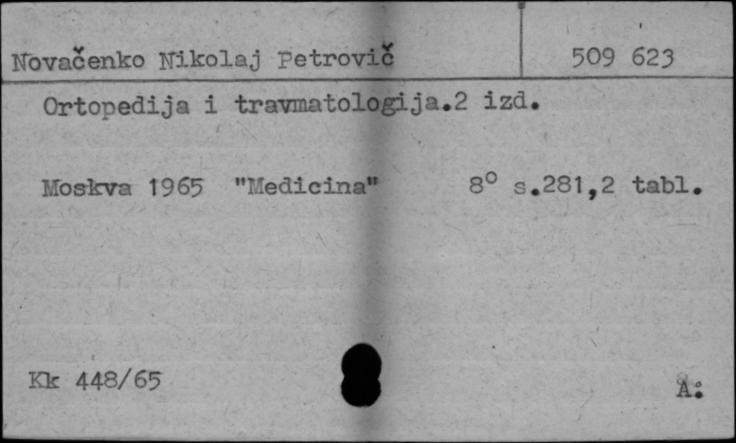 Novačenko Nikolaj Petrovič 509 623
Ortopedija i travmatologija.2 izd.
Moskva 1965 "Medicina" 8° s.281,2 tabl.
Kk 448/65 A: